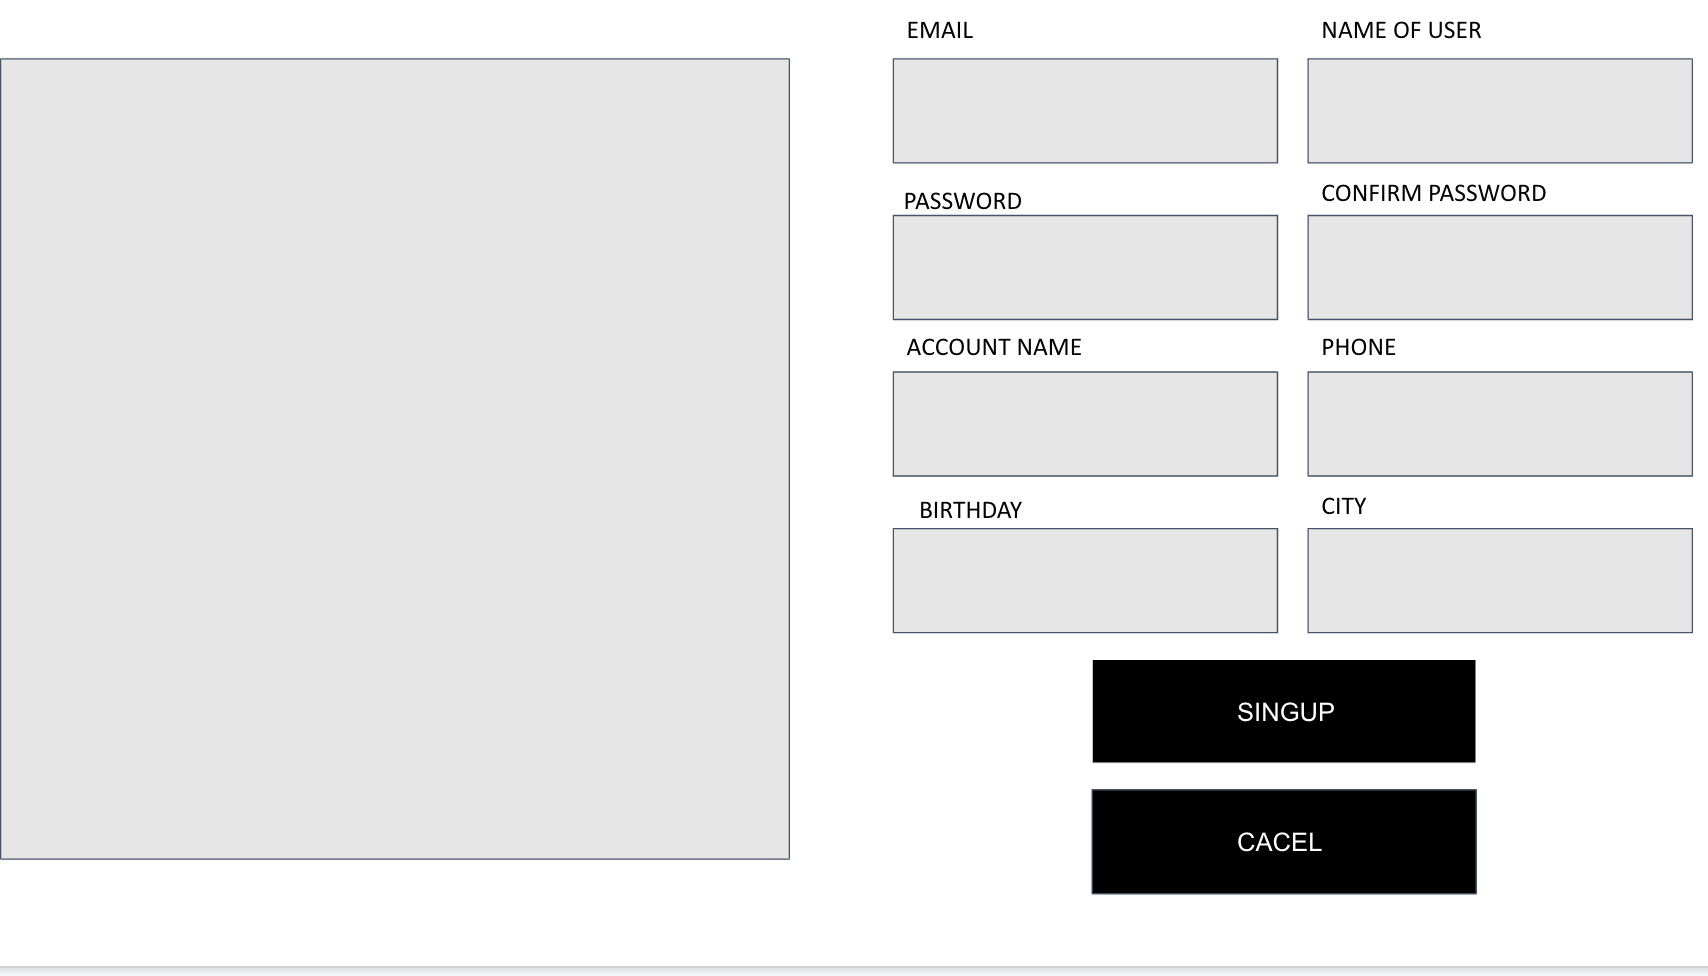 EMAIL
NAME OF USER
PASSWORD
CONFIRM PASSWORD
ACCOUNT NAME
PHONE
BIRTHDAY
CITY
SINGUP
CACEL